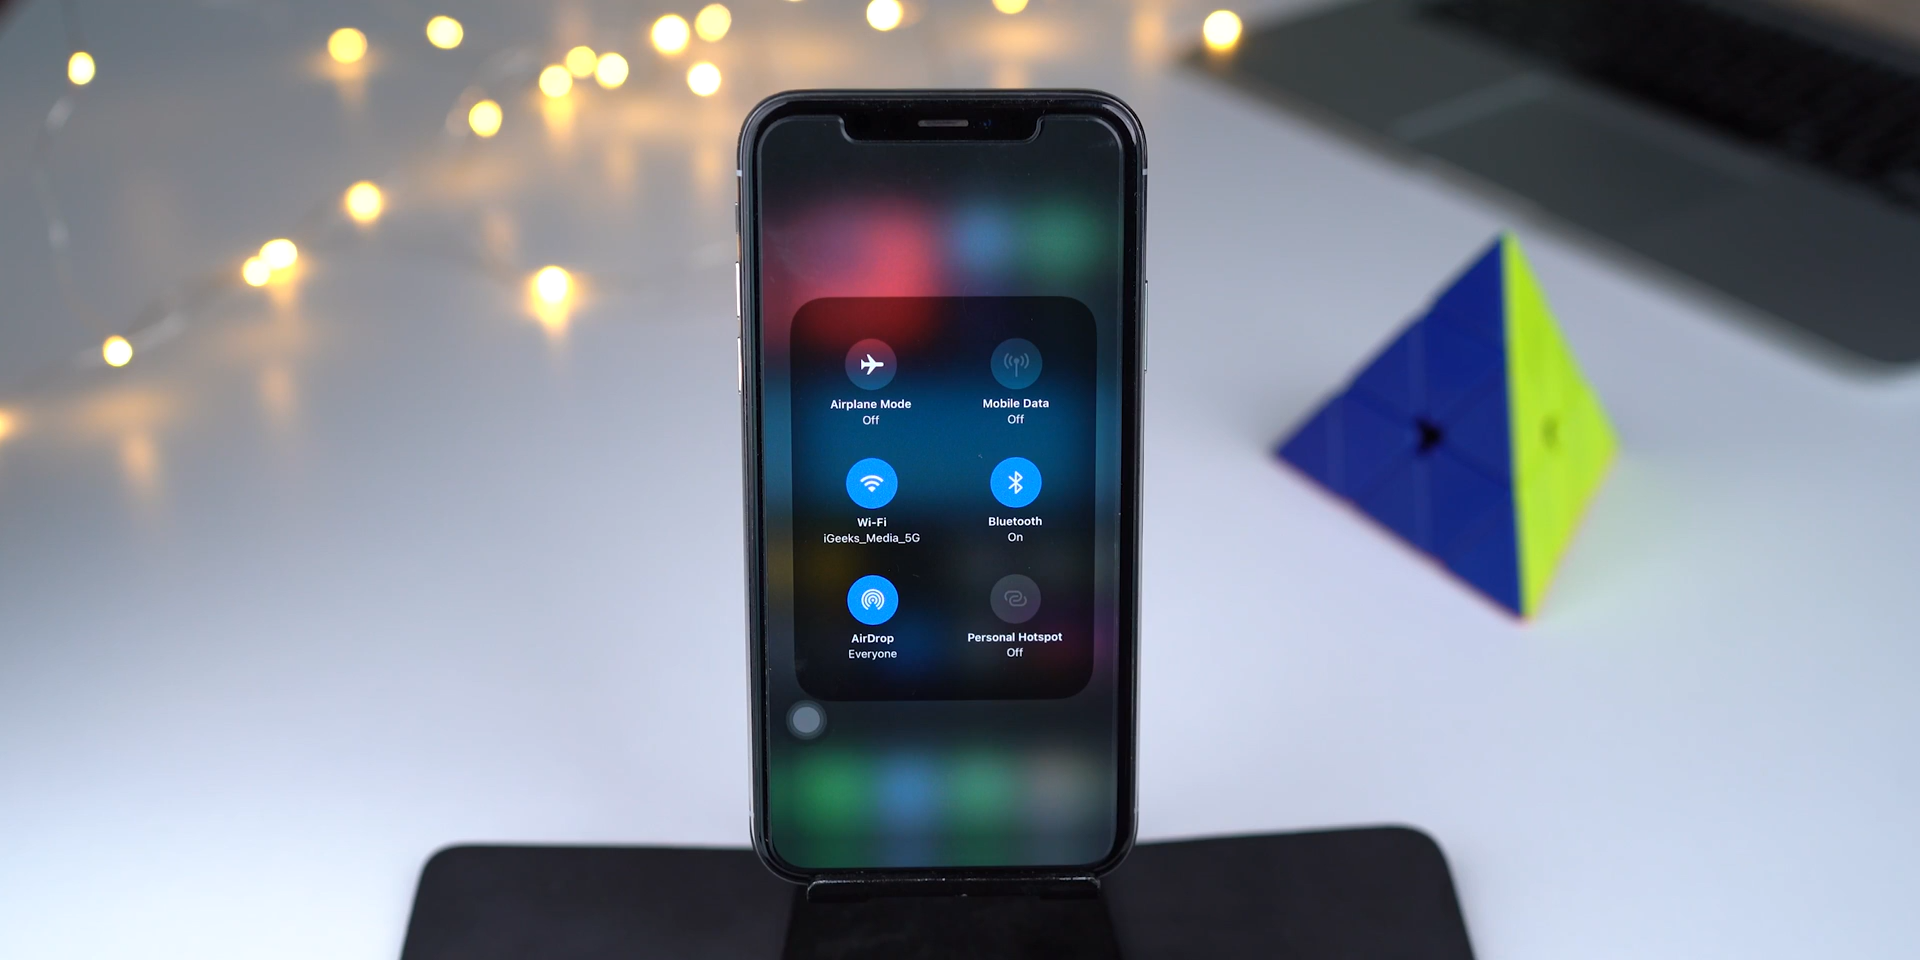 Airplane Mode
Off
Mobile Data
Off
Wi-Fi
iGeeks_Media_5G
Bluetooth
On
AirDrop
Everyone
Personal Hotspot
Off